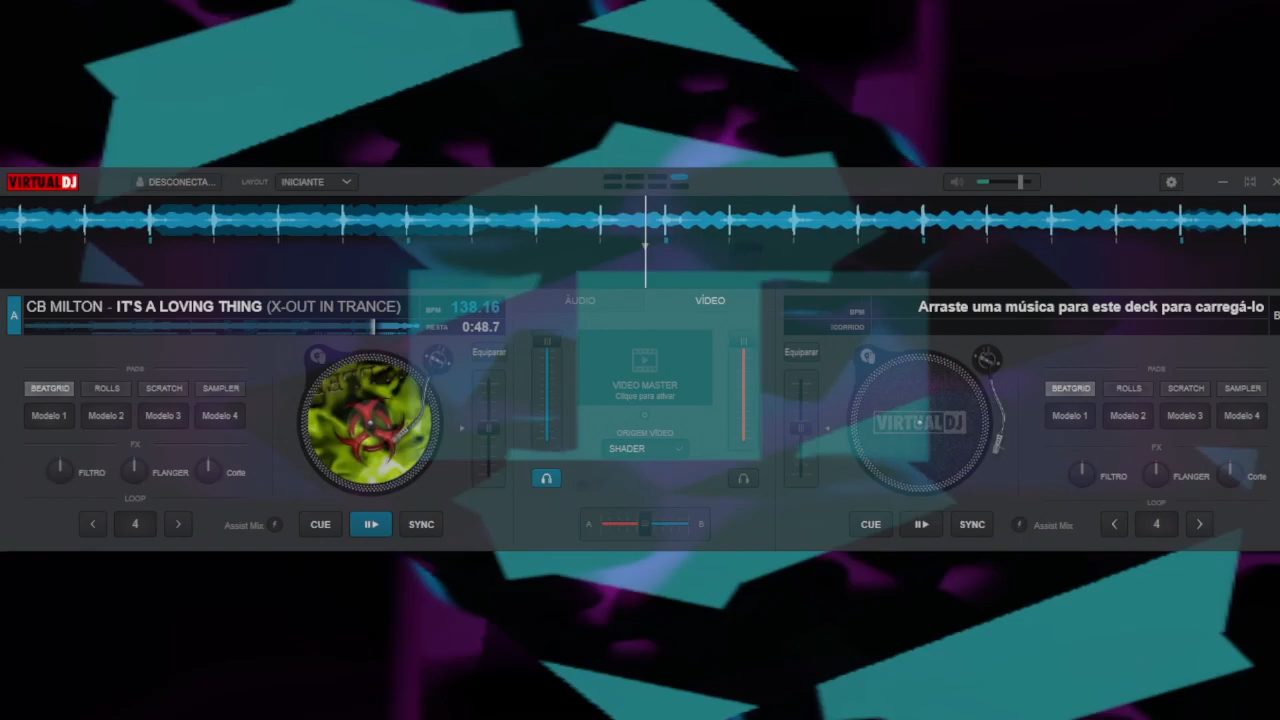 VIRTUAL DJ DESCONECTA... LAYOUT INICIANTE
A CB MILTON - IT'S A LOVING THING (X-OUT IN TRANCE) BPM 138.16
RESTA 0:48.7
ÁUDIO VÍDEO
BPM Arraste uma música para este deck para carregá-lo B
Equiparar
VÍDEO MASTER
Clique para ativar
ORIGEM VÍDEO
SHADER
Equiparar
PADS
BEATGRID ROLLS SCRATCH SAMPLER
Modelo 1 Modelo 2 Modelo 3 Modelo 4
FX
FILTRO FLANGER Corte
LOOP
4 Assist Mix CUE SYNC
A B
VIRTUAL DJ
PADS
BEATGRID ROLLS SCRATCH SAMPLER
Modelo 1 Modelo 2 Modelo 3 Modelo 4
FX
FILTRO FLANGER Corte
LOOP
CUE SYNC Assist Mix 4